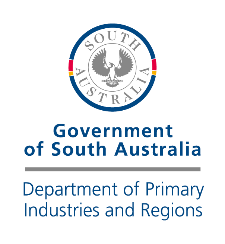 SOUTH
AUSTRALIA
Government
of South Australia
Department of Primary
Industries and Regions